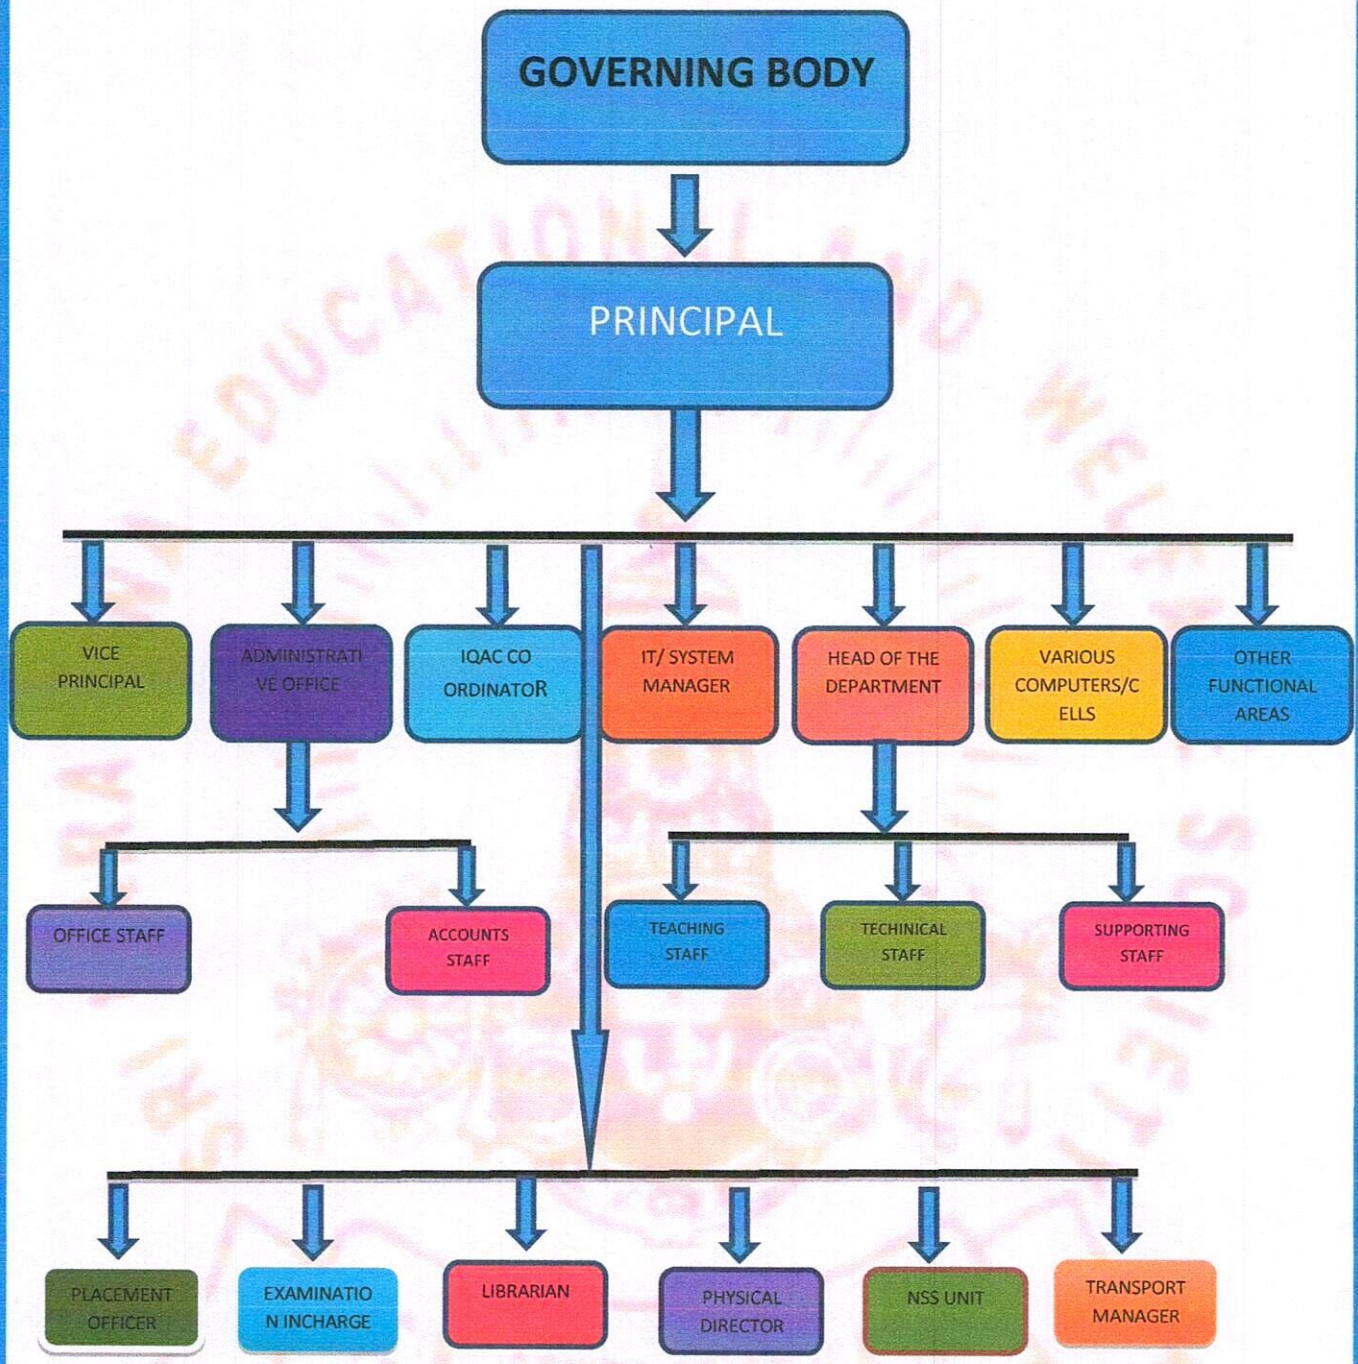 GOVERNING BODY
PRINCIPAL
VICE
PRINCIPAL
ADMINISTRATI
VE OFFICE
IQAC CO
ORDINATOR
IT/ SYSTEM
MANAGER
HEAD OF THE
DEPARTMENT
VARIOUS
COMPUTERS/C
ELLS
OTHER
FUNCTIONAL
AREAS
OFFICE STAFF
ACCOUNTS
STAFF
TEACHING
STAFF
TECHINICAL
STAFF
SUPPORTING
STAFF
PLACEMENT
OFFICER
EXAMINATIO
N INCHARGE
LIBRARIAN
PHYSICAL
DIRECTOR
NSS UNIT
TRANSPORT
MANAGER